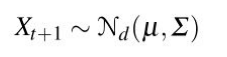 X_{t+1} ∼ N_d(μ, Σ)